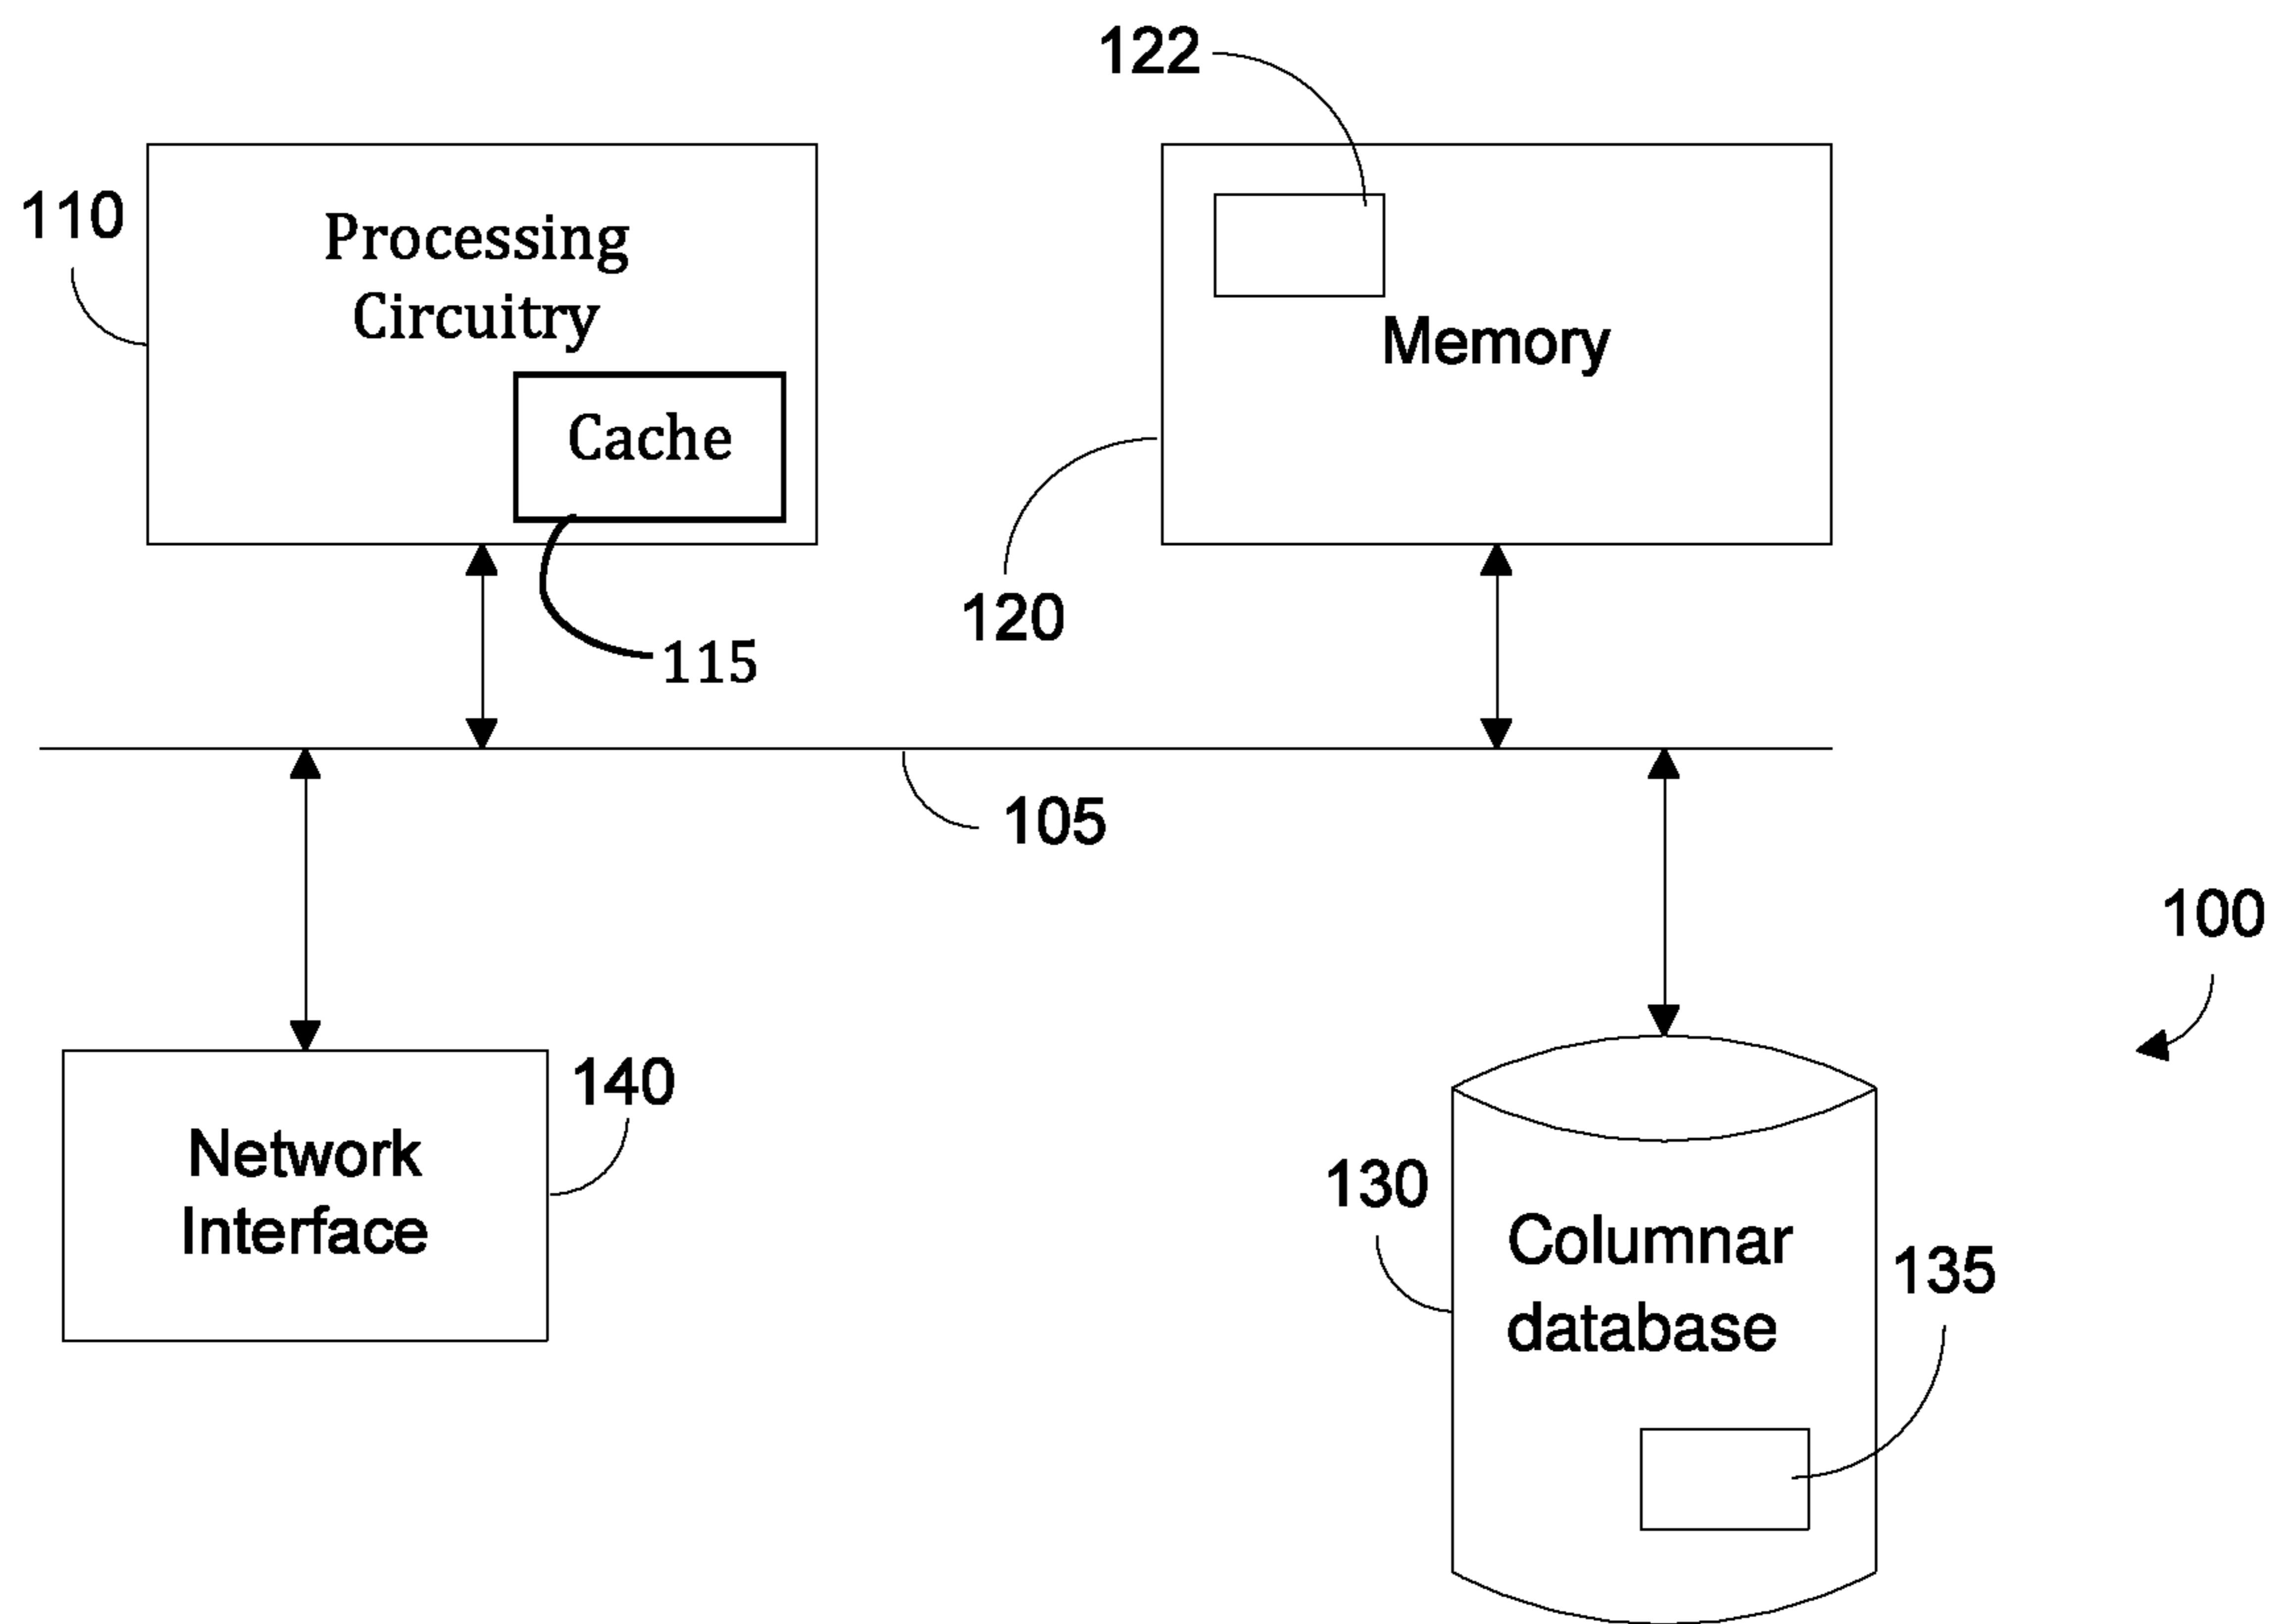 122
110
Processing
Circuitry
Memory
Cache
120
115
105
100
140
Network
Interface
130
Columnar
database
135